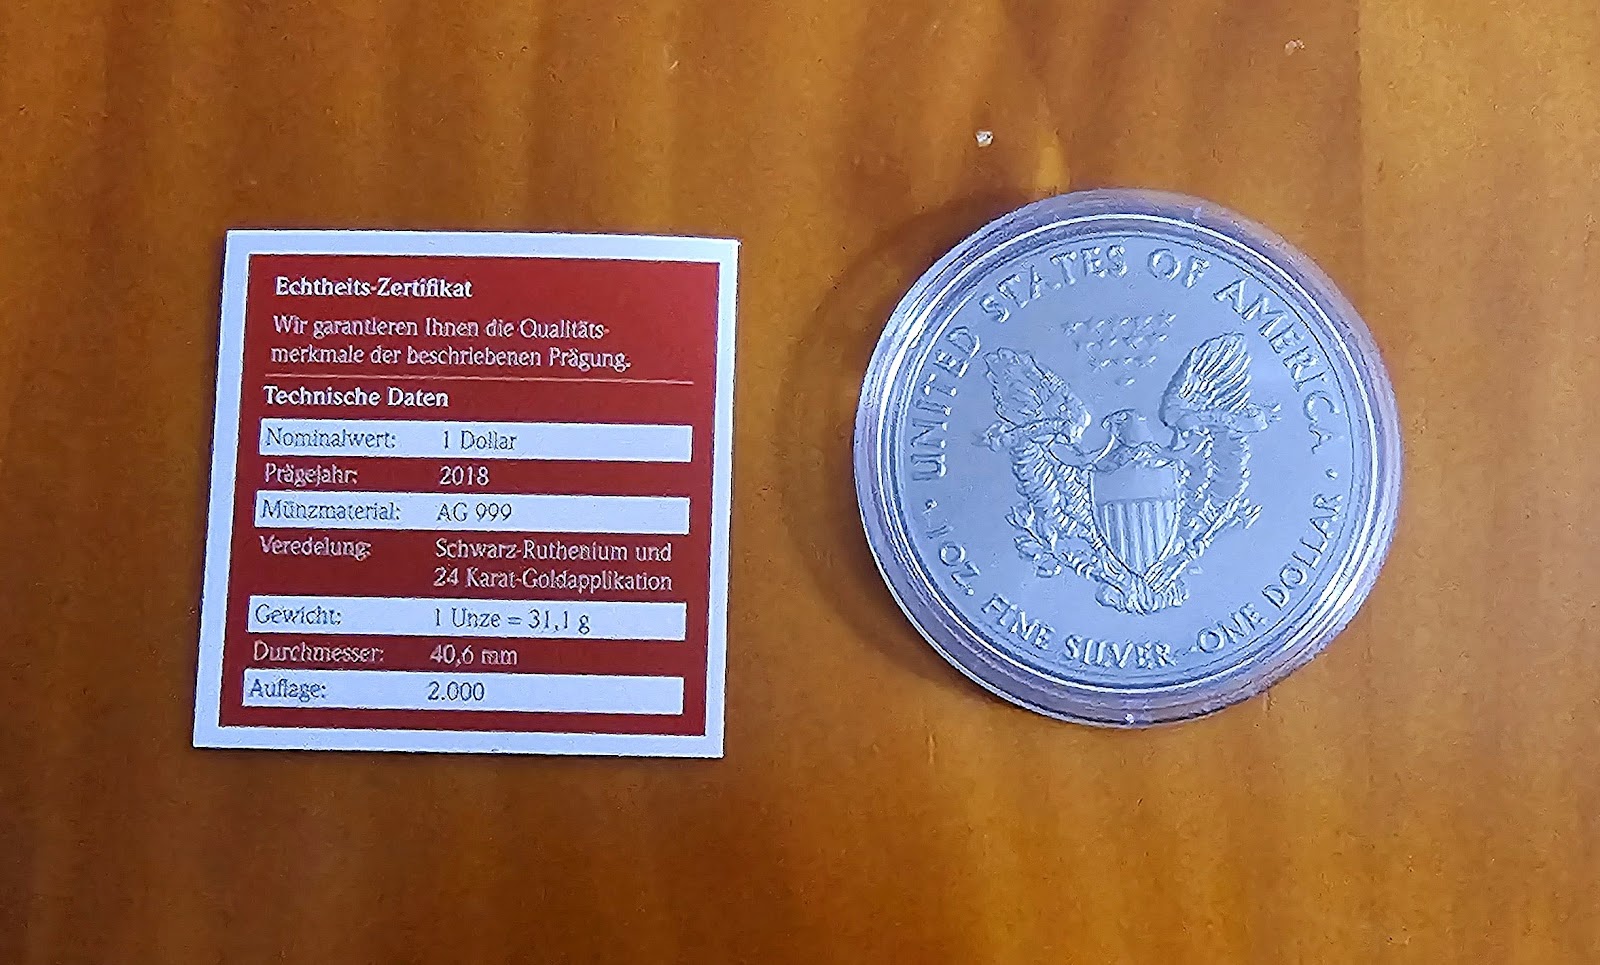 Echtheits-Zertifikat
Wir garantieren Ihnen die Qualitäts-
merkmale der beschriebenen Prägung.
Technische Daten
Nominalwert: 1 Dollar
Prägejahr: 2018
Münzmaterial: AG 999
Veredelung: Schwarz-Ruthenium und
24 Karat-Goldapplikation
Gewicht: 1 Unze = 31,1 g
Durchmesser: 40,6 mm
Auflage: 2.000
UNITED STATES OF AMERICA
1 OZ. FINE SILVER - ONE DOLLAR